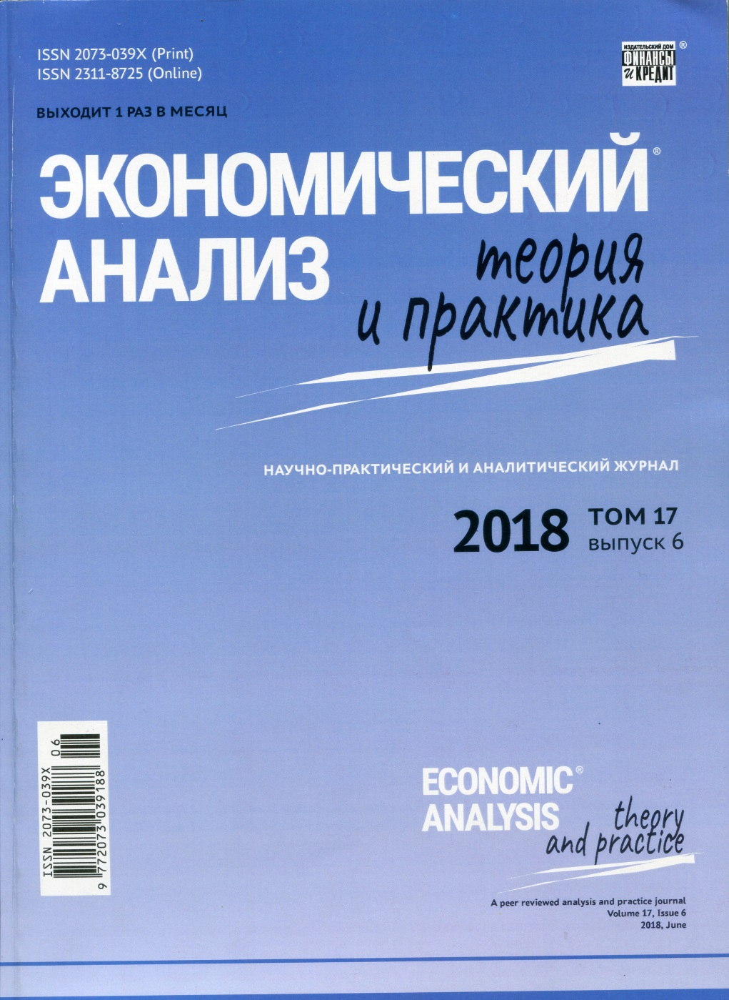 ISSN 2073-039X (Print)
ISSN 2311-8725 (Online)
ИЗДАТЕЛЬСКИЙ ДОМ
ФИНАНСЫ
И КРЕДИТ
®
ВЫХОДИТ 1 РАЗ В МЕСЯЦ
ЭКОНОМИЧЕСКИЙ®
АНАЛИЗ
теория
и практика
НАУЧНО-ПРАКТИЧЕСКИЙ И АНАЛИТИЧЕСКИЙ ЖУРНАЛ
2018 ТОМ 17
выпуск 6
ISSN 2073-039X
06
9 772073 039188
ECONOMIC®
ANALYSIS
theory
and practice
A peer reviewed analysis and practice journal
Volume 17, Issue 6
2018, June